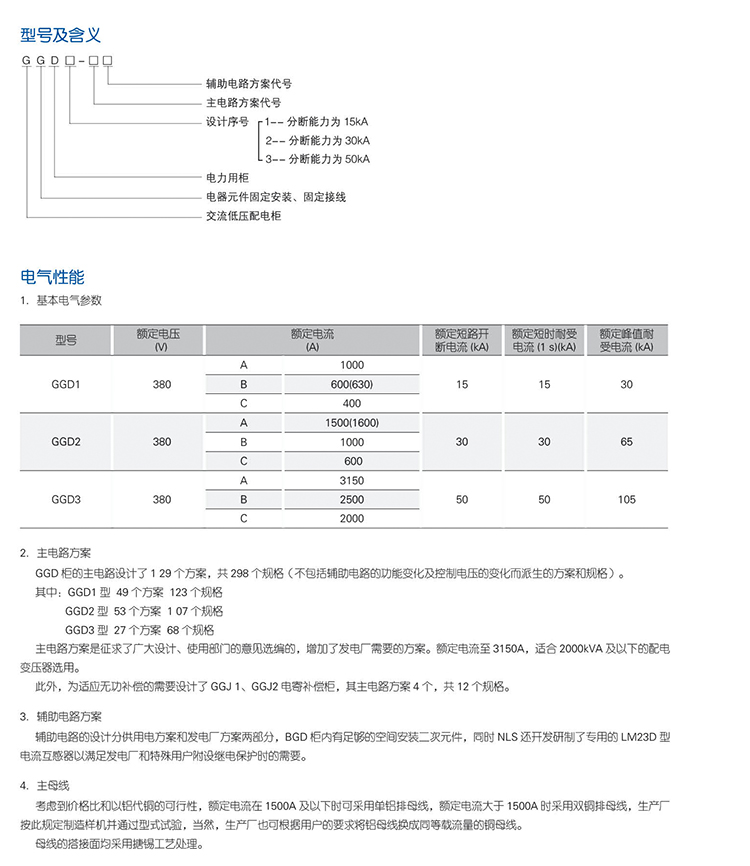 型号及含义
G G D □-□ □
辅助电路方案代号
主电路方案代号
设计序号 1-- 分断能力为 15kA
2-- 分断能力为 30kA
3-- 分断能力为 50kA
电力用柜
电器元件固定安装、固定接线
交流低压配电柜
电气性能
1. 基本电气参数
型号 额定电压 (V) 额定电流 (A) 额定短路开断电流 (kA) 额定短时耐受电流 (1 s)(kA) 额定峰值耐受电流 (kA)
A 1000
GGD1 380 B 600(630) 15 15 30
C 400
A 1500(1600)
GGD2 380 B 1000 30 30 65
C 600
A 3150
GGD3 380 B 2500 50 50 105
C 2000
2. 主电路方案
GGD 柜的主电路设计了 1 29 个方案，共 298 个规格（不包括辅助电路的功能变化及控制电压的变化而派生的方案和规格）。
其中：GGD1 型 49 个方案 123 个规格
GGD2 型 53 个方案 1 07 个规格
GGD3 型 27 个方案 68 个规格
主电路方案是征求了广大设计、使用部门的意见选编的，增加了发电厂需要的方案。额定电流至 3150A，适合 2000kVA 及以下的配电
变压器选用。
此外，为适应无功补偿的需要设计了 GGJ 1、GGJ2 电寄补偿柜，其主电路方案 4 个，共 12 个规格。
3. 辅助电路方案
辅助电路的设计分供用电方案和发电厂方案两部分，BGD 柜内有足够的空间安装二次元件，同时 NLS 还开发研制了专用的 LM23D 型
电流互感器以满足发电厂和特殊用户附设继电保护时的需要。
4. 主母线
考虑到价格比和以铝代铜的可行性，额定电流在 1500A 及以下时可采用单铝排母线，额定电流大于 1500A 时采用双铜排母线，生产厂
按此规定制造样机并通过型式试验，当然，生产厂也可根据用户的要求将铝母线换成同等载流量的铜母线。
母线的搭接面均采用搪锡工艺处理。